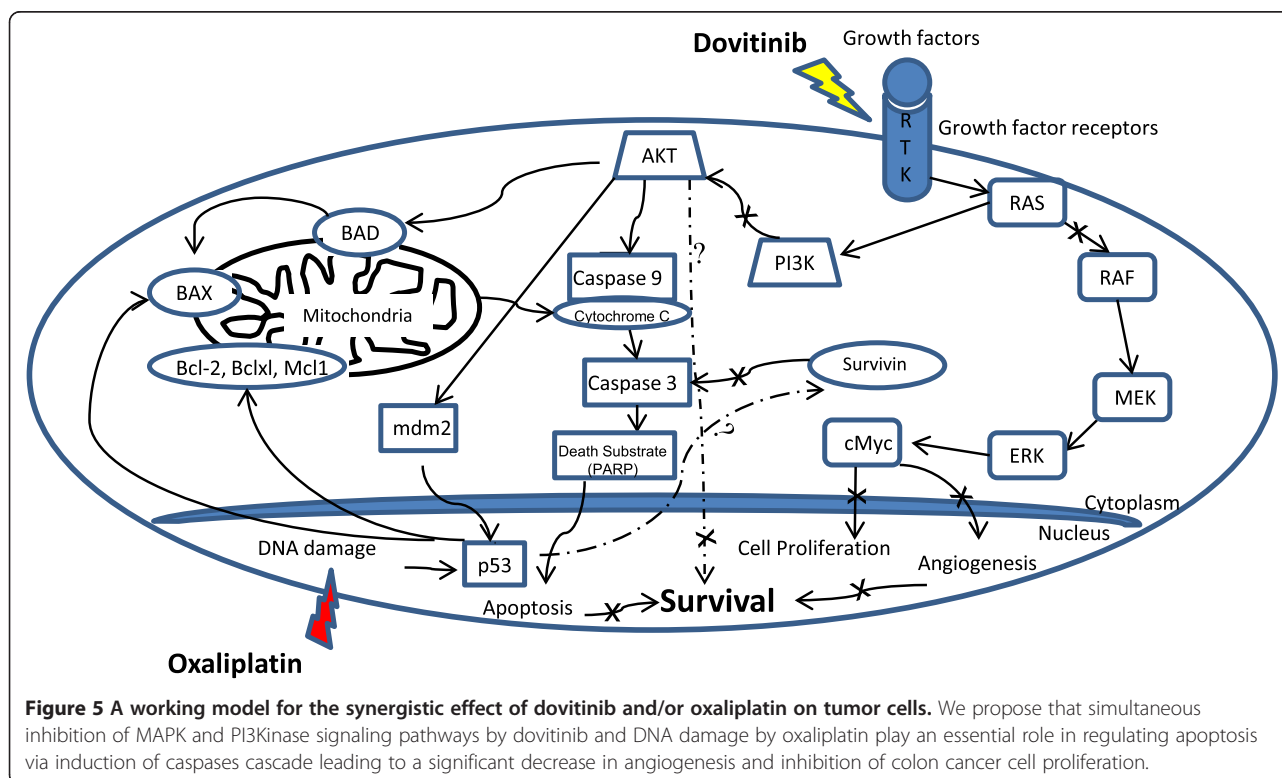 Dovitinib
Growth factors
R
T
K
Growth factor receptors
AKT
RAS
BAD
PI3K
?
RAF
Caspase 9
BAX
Mitochondria
Cytochrome C
Bcl-2, Bclxl, Mcl1
Survivin
Caspase 3
MEK
mdm2
?
cMyc
ERK
Death Substrate
(PARP)
Cytoplasm
Nucleus
DNA damage
p53
Cell Proliferation
Angiogenesis
Apoptosis
Survival
Oxaliplatin
Figure 5 A working model for the synergistic effect of dovitinib and/or oxaliplatin on tumor cells. We propose that simultaneous
inhibition of MAPK and PI3Kinase signaling pathways by dovitinib and DNA damage by oxaliplatin play an essential role in regulating apoptosis
via induction of caspases cascade leading to a significant decrease in angiogenesis and inhibition of colon cancer cell proliferation.